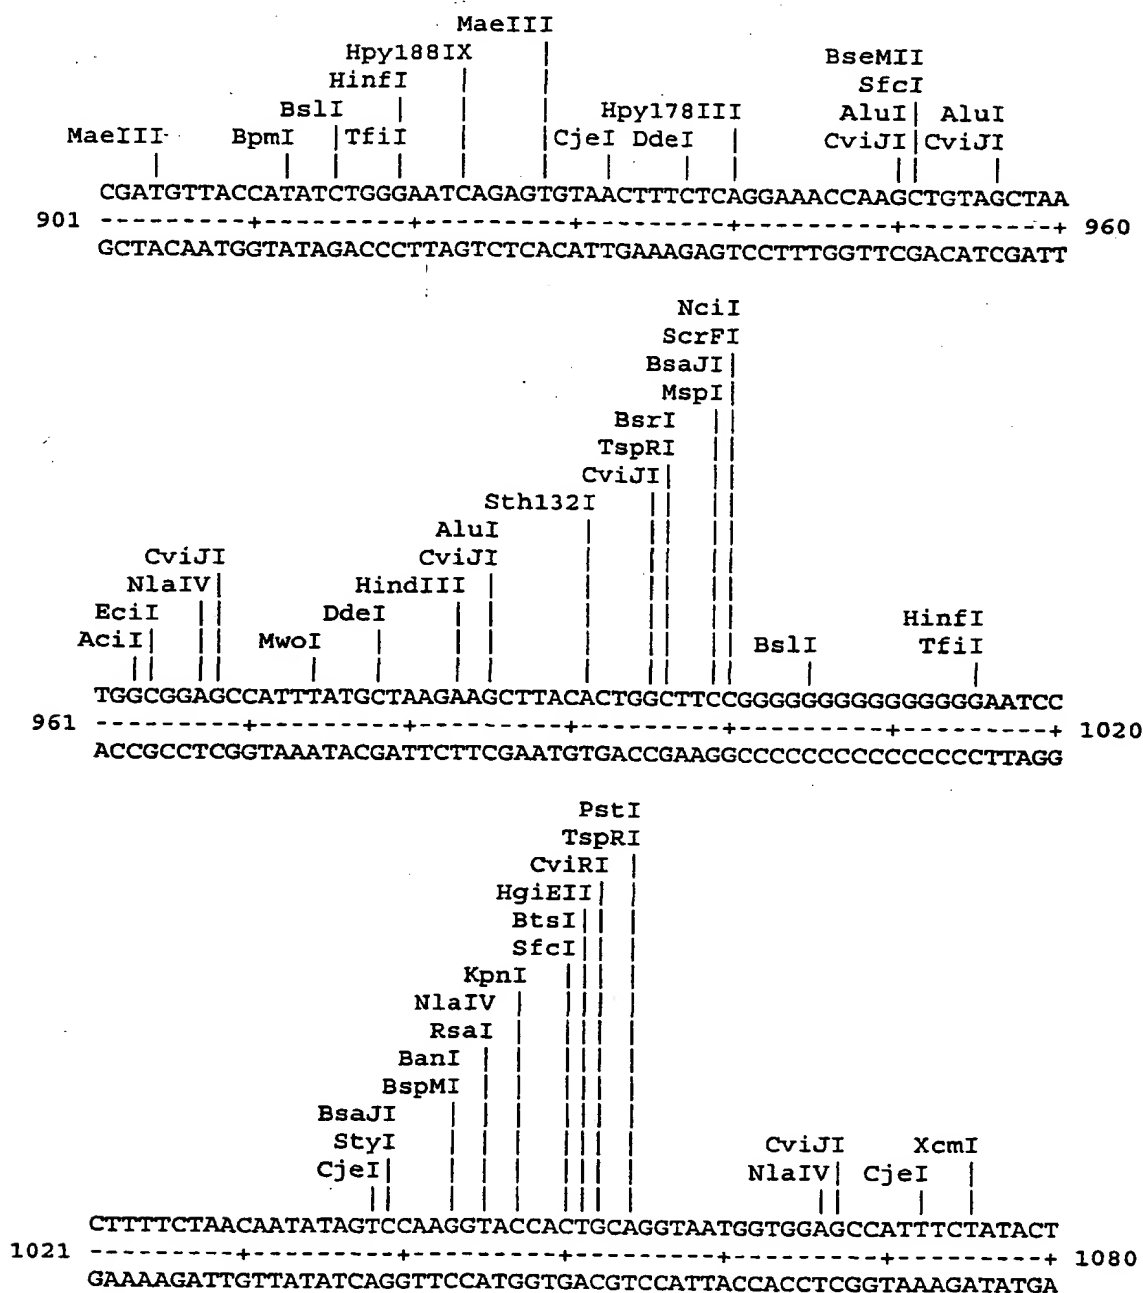 MaeIII
Hpy188IX BseMII
HinfI SfcI
BslI Hpy178III AluI AluI
MaeIII BpmI TfiI CjeI DdeI CviJI CviJI
CGATGTTACCATATCTGGGAATCAGAGTGTAACTTTCTCAGGAAACCAAGCTGTAGCTAA
901 ---------+---------+---------+---------+---------+---------+ 960
GCTACAATGGTATAGACCCTTAGTCTCACATTGAAAGAGTCCTTTGGTTCGACATCGATT
NciI
ScrFI
BsaJI
MspI
BsrI
TspRI
CviJI
Sth132I
AluI
CviJI CviJI
NlaIV HindIII
EciI DdeI HinfI
AciI MwoI BslI TfiI
TGGCGGAGCCATTTATGCTAAGAAGCTTACACTGGCTTCCGGGGGGGGGGGGGGGAATCC
961 ---------+---------+---------+---------+---------+---------+ 1020
ACCGCCTCGGTAAATACGATTCTTCGAATGTGACCGAAGGCCCCCCCCCCCCCCCTTAGG
PstI
TspRI
CviRI
HgiEII
BtsI
SfcI
KpnI
NlaIV
RsaI
BanI
BspMI
BsaJI
StyI CviJI XcmI
CjeI NlaIV CjeI
CTTTTCTAACAATATAGTCCAAGGTACCACTGCAGGTAATGGTGGAGCCATTTCTATACT
1021 ---------+---------+---------+---------+---------+---------+ 1080
GAAAAGATTGTTATATCAGGTTCCATGGTGACGTCCATTACCACCTCGGTAAAGATATGA